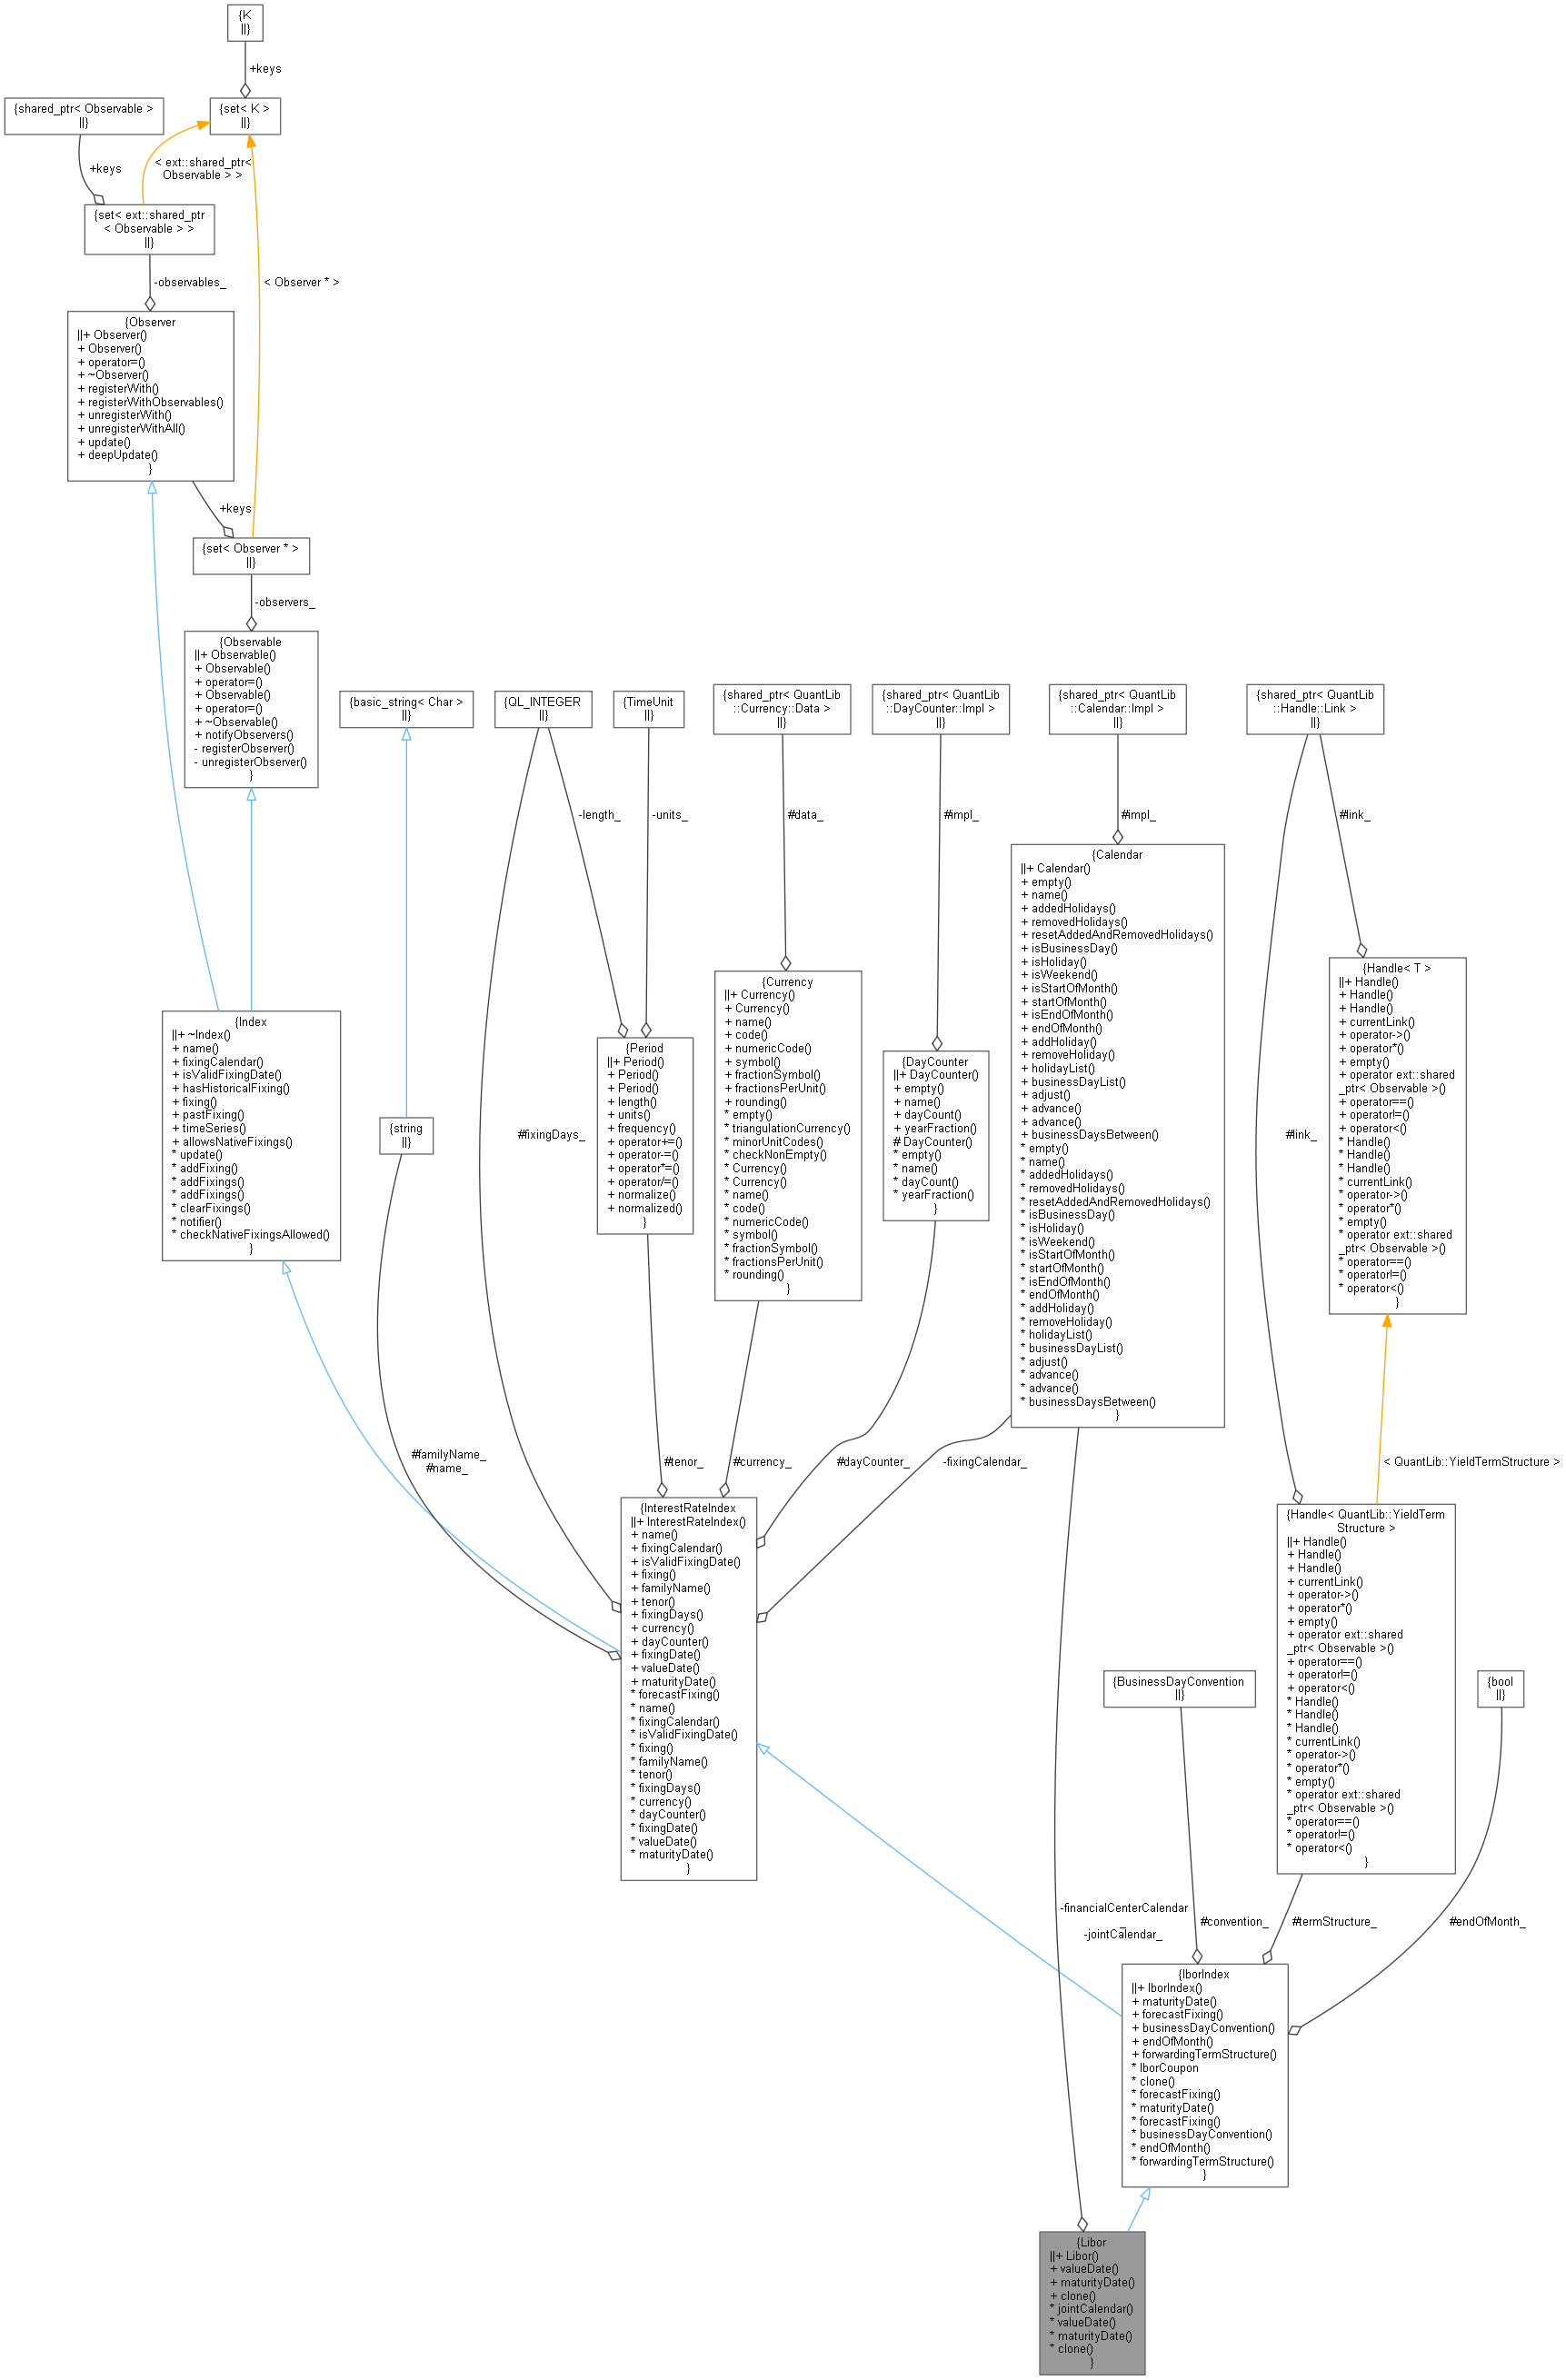 {K
||}
+keys
{shared_ptr< Observable >
||}
{set< K >
||}
+keys
< ext::shared_ptr<
Observable > >
{set< ext::shared_ptr
< Observable > >
||}
-observables_
< Observer * >
{Observer
||+ Observer()
+ Observer()
+ operator=()
+ ~Observer()
+ registerWith()
+ registerWithObservables()
+ unregisterWith()
+ unregisterWithAll()
+ update()
+ deepUpdate()
}
+keys
{set< Observer * >
||}
-observers_
{Observable
||+ Observable()
+ Observable()
+ operator=()
+ Observable()
+ operator=()
+ ~Observable()
+ notifyObservers()
- registerObserver()
- unregisterObserver()
}
{basic_string< Char >
||}
{QL_INTEGER
||}
{TimeUnit
||}
{shared_ptr< QuantLib
::Currency::Data >
||}
{shared_ptr< QuantLib
::DayCounter::Impl >
||}
{shared_ptr< QuantLib
::Calendar::Impl >
||}
{shared_ptr< QuantLib
::Handle::Link >
||}
-length_
-units_
#data_
#impl_
#impl_
#link_
{Index
||+ ~Index()
+ name()
+ fixingCalendar()
+ isValidFixingDate()
+ hasHistoricalFixing()
+ fixing()
+ pastFixing()
+ timeSeries()
+ allowsNativeFixings()
* update()
* addFixing()
* addFixings()
* addFixings()
* clearFixings()
* notifier()
* checkNativeFixingsAllowed()
}
{string
||}
#fixingDays_
{Period
||+ Period()
+ Period()
+ Period()
+ length()
+ units()
+ frequency()
+ operator+=()
+ operator-=()
+ operator*=()
+ operator/=()
+ normalize()
+ normalized()
}
{Currency
||+ Currency()
+ Currency()
+ name()
+ code()
+ numericCode()
+ symbol()
+ fractionSymbol()
+ fractionsPerUnit()
+ rounding()
* empty()
* triangulationCurrency()
* minorUnitCodes()
* checkNonEmpty()
* Currency()
* Currency()
* name()
* code()
* numericCode()
* symbol()
* fractionSymbol()
* fractionsPerUnit()
* rounding()
}
{DayCounter
||+ DayCounter()
+ empty()
+ name()
+ dayCount()
+ yearFraction()
# DayCounter()
* empty()
* name()
* dayCount()
* yearFraction()
}
{Calendar
||+ Calendar()
+ empty()
+ name()
+ addedHolidays()
+ removedHolidays()
+ resetAddedAndRemovedHolidays()
+ isBusinessDay()
+ isHoliday()
+ isWeekend()
+ isStartOfMonth()
+ startOfMonth()
+ isEndOfMonth()
+ endOfMonth()
+ addHoliday()
+ removeHoliday()
+ holidayList()
+ businessDayList()
+ adjust()
+ advance()
+ advance()
+ businessDaysBetween()
* empty()
* name()
* addedHolidays()
* removedHolidays()
* resetAddedAndRemovedHolidays()
* isBusinessDay()
* isHoliday()
* isWeekend()
* isStartOfMonth()
* startOfMonth()
* isEndOfMonth()
* endOfMonth()
* addHoliday()
* removeHoliday()
* holidayList()
* businessDayList()
* adjust()
* advance()
* advance()
* businessDaysBetween()
}
#link_
{Handle< T >
||+ Handle()
+ Handle()
+ Handle()
+ currentLink()
+ operator->()
+ operator*()
+ empty()
+ operator ext::shared
_ptr< Observable >()
+ operator==()
+ operator!=()
+ operator<()
* Handle()
* Handle()
* Handle()
* currentLink()
* operator->()
* operator*()
* empty()
* operator ext::shared
_ptr< Observable >()
* operator==()
* operator!=()
* operator<()
}
#familyName_
#name_
#tenor_
#currency_
#dayCounter_
-fixingCalendar_
< QuantLib::YieldTermStructure >
{InterestRateIndex
||+ InterestRateIndex()
+ name()
+ fixingCalendar()
+ isValidFixingDate()
+ fixing()
+ familyName()
+ tenor()
+ fixingDays()
+ currency()
+ dayCounter()
+ fixingDate()
+ valueDate()
+ maturityDate()
* forecastFixing()
* name()
* fixingCalendar()
* isValidFixingDate()
* fixing()
* familyName()
* tenor()
* fixingDays()
* currency()
* dayCounter()
* fixingDate()
* valueDate()
* maturityDate()
}
{BusinessDayConvention
||}
{Handle< QuantLib::YieldTerm
Structure >
||+ Handle()
+ Handle()
+ Handle()
+ currentLink()
+ operator->()
+ operator*()
+ empty()
+ operator ext::shared
_ptr< Observable >()
+ operator==()
+ operator!=()
+ operator<()
* Handle()
* Handle()
* Handle()
* currentLink()
* operator->()
* operator*()
* empty()
* operator ext::shared
_ptr< Observable >()
* operator==()
* operator!=()
* operator<()
}
{bool
||}
-financialCenterCalendar
_
-jointCalendar_
#convention_
#termStructure_
#endOfMonth_
{IborIndex
||+ IborIndex()
+ maturityDate()
+ forecastFixing()
+ businessDayConvention()
+ endOfMonth()
+ forwardingTermStructure()
* IborCoupon
* clone()
* forecastFixing()
* maturityDate()
* forecastFixing()
* businessDayConvention()
* endOfMonth()
* forwardingTermStructure()
}
{Libor
||+ Libor()
+ valueDate()
+ maturityDate()
+ clone()
* jointCalendar()
* valueDate()
* maturityDate()
* clone()
}